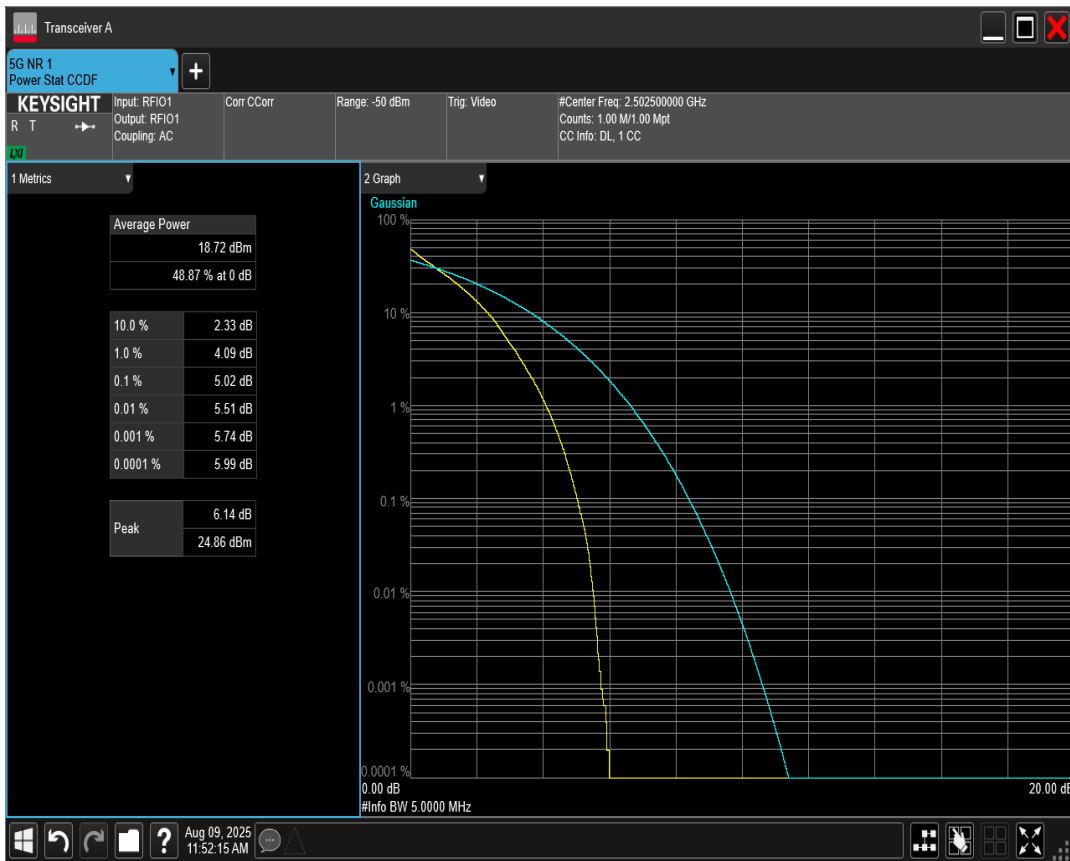 Transceiver A
5G NR 1
Power Stat CCDF
+
KEYSIGHT
R T
LXI
Input: RFIO1
Output: RFIO1
Coupling: AC
Corr CCorr
Range: -50 dBm
Trig: Video
#Center Freq: 2.502500000 GHz
Counts: 1.00 M/1.00 Mpt
CC Info: DL, 1 CC
1 Metrics
Average Power
18.72 dBm
48.87 % at 0 dB
10.0 % 2.33 dB
1.0 % 4.09 dB
0.1 % 5.02 dB
0.01 % 5.51 dB
0.001 % 5.74 dB
0.0001 % 5.99 dB
Peak 6.14 dB
24.86 dBm
2 Graph
Gaussian
100 %
10 %
1 %
0.1 %
0.01 %
0.001 %
0.0001 %
0.00 dB 20.00 dB
#Info BW 5.0000 MHz
?
Aug 09, 2025
11:52:15 AM